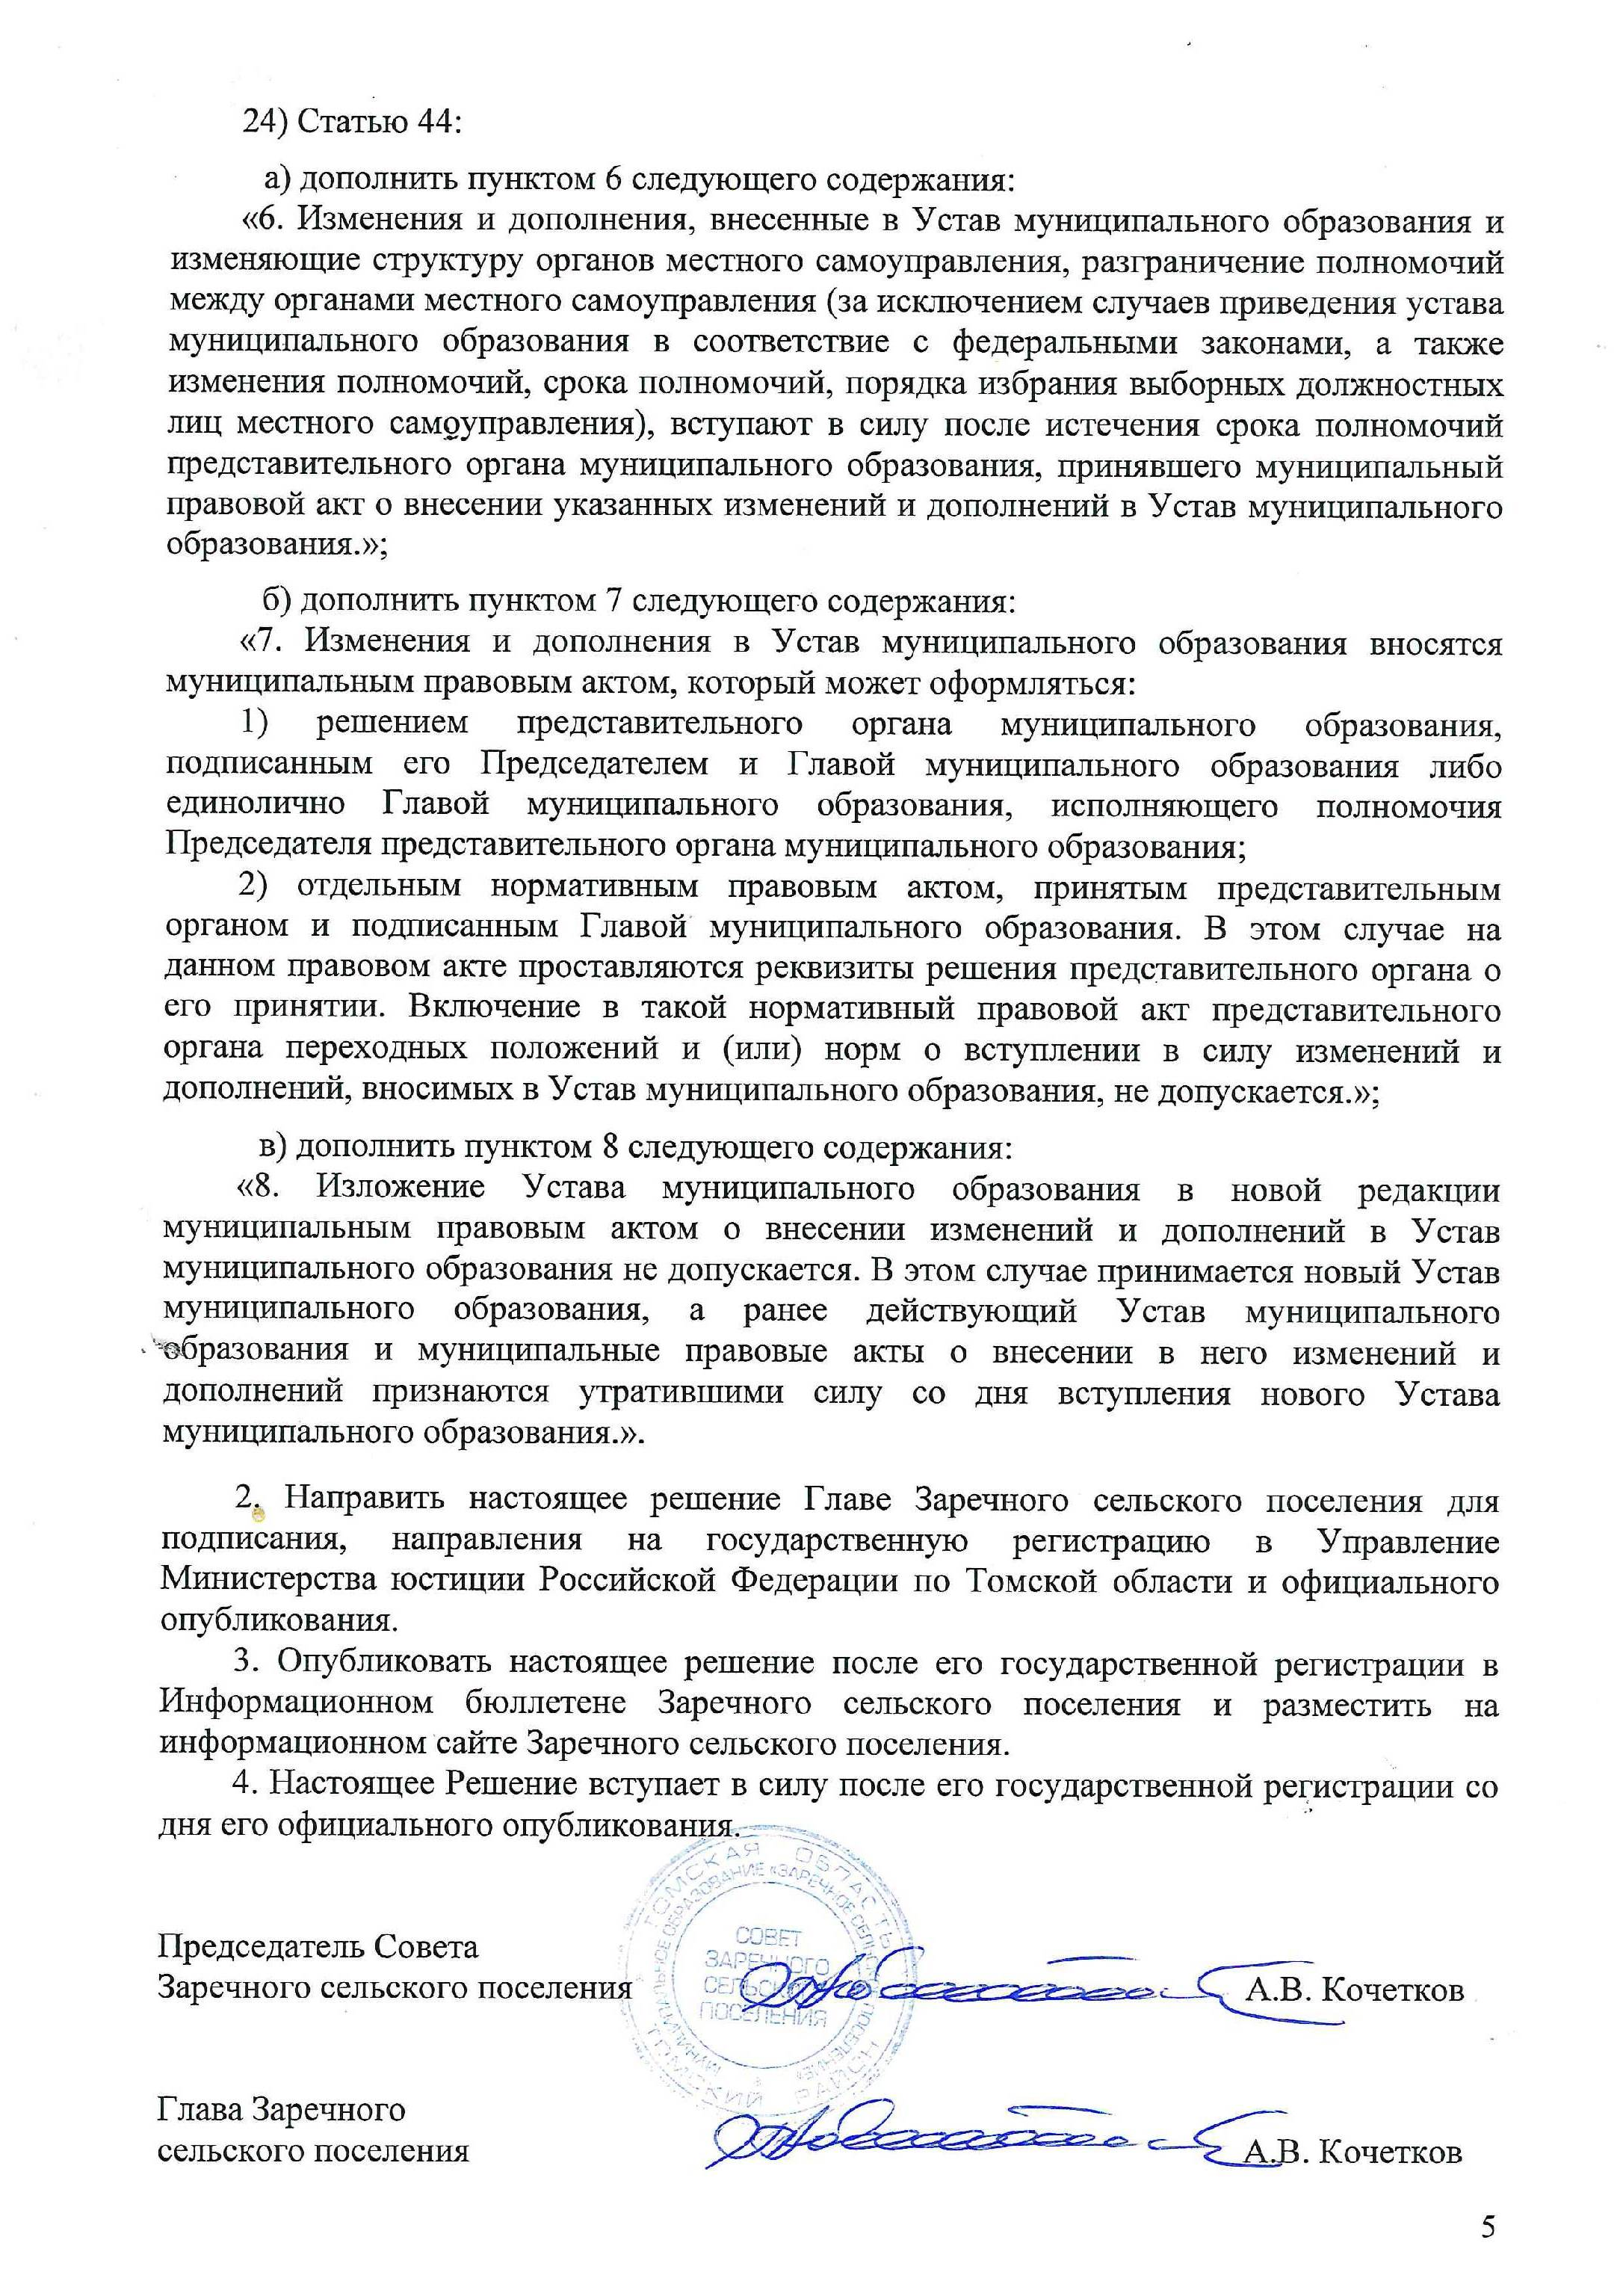 24) Статью 44:
а) дополнить пунктом 6 следующего содержания:
«6. Изменения и дополнения, внесенные в Устав муниципального образования и
изменяющие структуру органов местного самоуправления, разграничение полномочий
между органами местного самоуправления (за исключением случаев приведения устава
муниципального образования в соответствие с федеральными законами, а также
изменения полномочий, срока полномочий, порядка избрания выборных должностных
лиц местного самоуправления), вступают в силу после истечения срока полномочий
представительного органа муниципального образования, принявшего муниципальный
правовой акт о внесении указанных изменений и дополнений в Устав муниципального
образования.»;
б) дополнить пунктом 7 следующего содержания:
«7. Изменения и дополнения в Устав муниципального образования вносятся
муниципальным правовым актом, который может оформляться:
1) решением представительного органа муниципального образования,
подписанным его Председателем и Главой муниципального образования либо
единолично Главой муниципального образования, исполняющего полномочия
Председателя представительного органа муниципального образования;
2) отдельным нормативным правовым актом, принятым представительным
органом и подписанным Главой муниципального образования. В этом случае на
данном правовом акте проставляются реквизиты решения представительного органа о
его принятии. Включение в такой нормативный правовой акт представительного
органа переходных положений и (или) норм о вступлении в силу изменений и
дополнений, вносимых в Устав муниципального образования, не допускается.»;
в) дополнить пунктом 8 следующего содержания:
«8. Изложение Устава муниципального образования в новой редакции
муниципальным правовым актом о внесении изменений и дополнений в Устав
муниципального образования не допускается. В этом случае принимается новый Устав
муниципального образования, а ранее действующий Устав муниципального
образования и муниципальные правовые акты о внесении в него изменений и
дополнений признаются утратившими силу со дня вступления нового Устава
муниципального образования.».
2. Направить настоящее решение Главе Заречного сельского поселения для
подписания, направления на государственную регистрацию в Управление
Министерства юстиции Российской Федерации по Томской области и официального
опубликования.
3. Опубликовать настоящее решение после его государственной регистрации в
Информационном бюллетене Заречного сельского поселения и разместить на
информационном сайте Заречного сельского поселения.
4. Настоящее Решение вступает в силу после его государственной регистрации со
дня его официального опубликования.
ТОМСКАЯ ОБЛАСТЬ
ТОМСКИЙ РАЙОН
МУНИЦИПАЛЬНОЕ ОБРАЗОВАНИЕ «ЗАРЕЧНОЕ СЕЛЬСКОЕ ПОСЕЛЕНИЕ»
СОВЕТ
ЗАРЕЧНОГО
СЕЛЬСКОГО
ПОСЕЛЕНИЯ
Председатель Совета
Заречного сельского поселения А.В. Кочетков
Глава Заречного
сельского поселения А.В. Кочетков
5